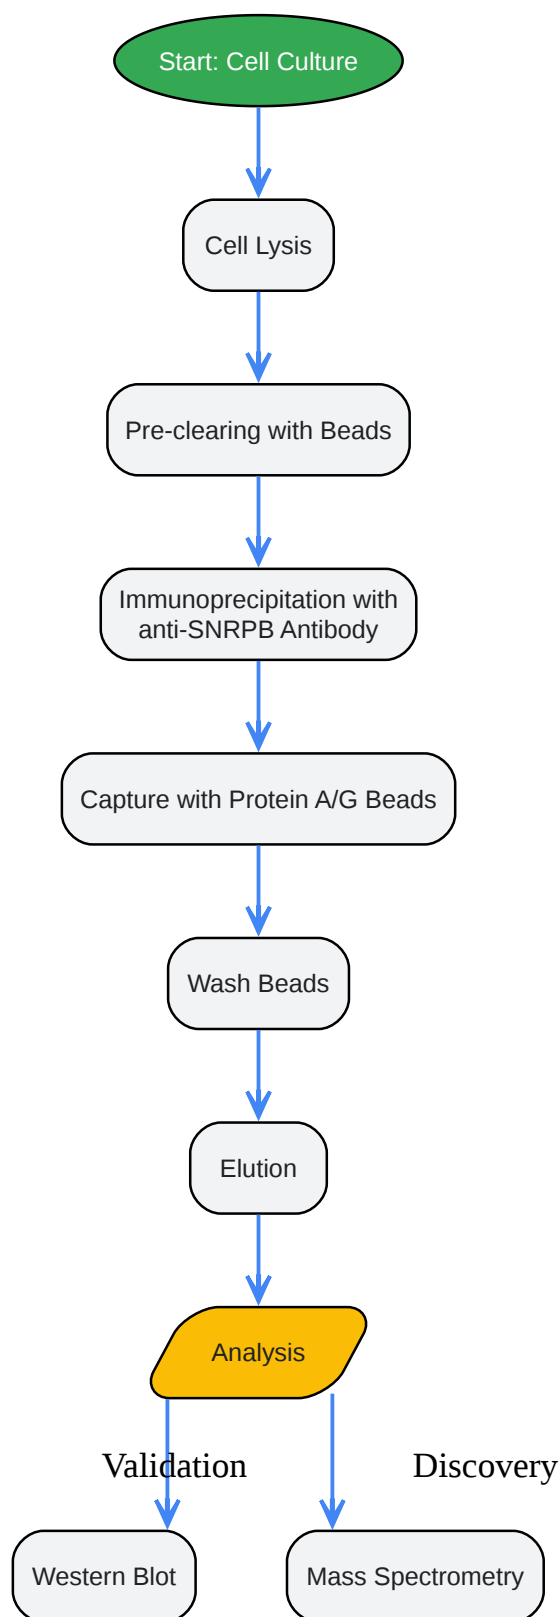 Start: Cell Culture
Cell Lysis
Pre-clearing with Beads
Immunoprecipitation with
anti-SNRPB Antibody
Capture with Protein A/G Beads
Wash Beads
Elution
Analysis
Validation
Discovery
Western Blot
Mass Spectrometry